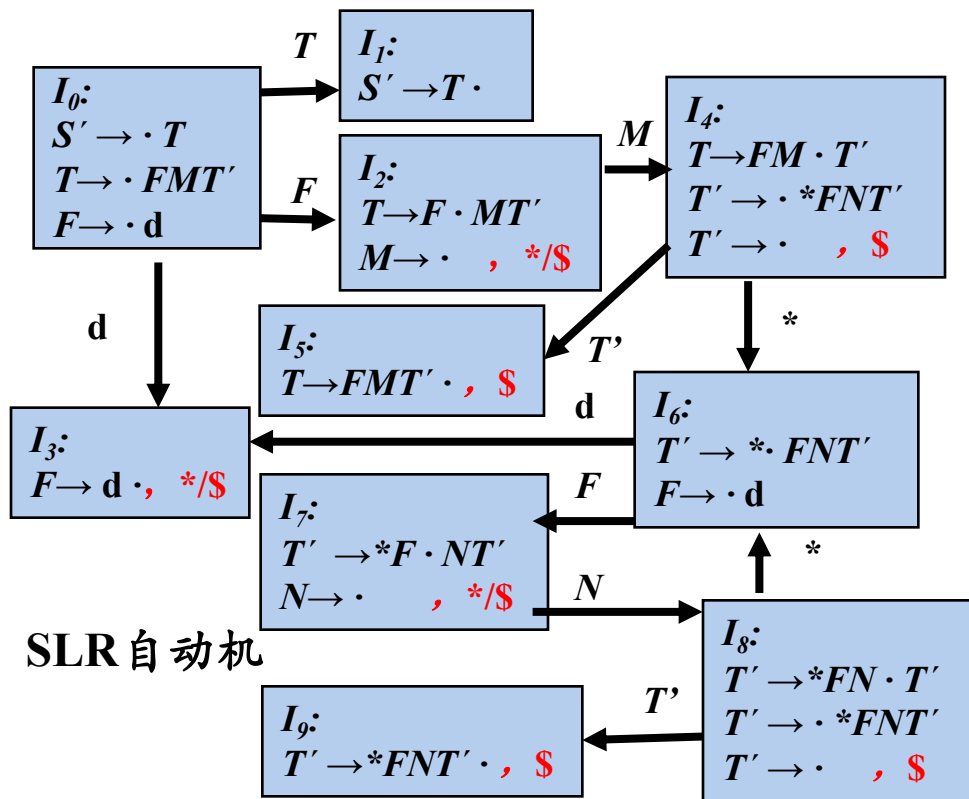 T
I₁:
S′ → T ·
I₀:
S′ → · T
T → · FMT′
F → · d
F
I₂:
T → F · MT′
M → · , */$
M
I₄:
T → FM · T′
T′ → · *FNT′
T′ → · , $
d
T’
*
I₅:
T → FMT′ · , $
d
I₃:
F → d · , */$
I₆:
T′ → * · FNT′
F → · d
F
I₇:
T′ → *F · NT′
N → · , */$
N
*
SLR自动机
I₈:
T′ → *FN · T′
T′ → · *FNT′
T′ → · , $
T’
I₉:
T′ → *FNT′ · , $